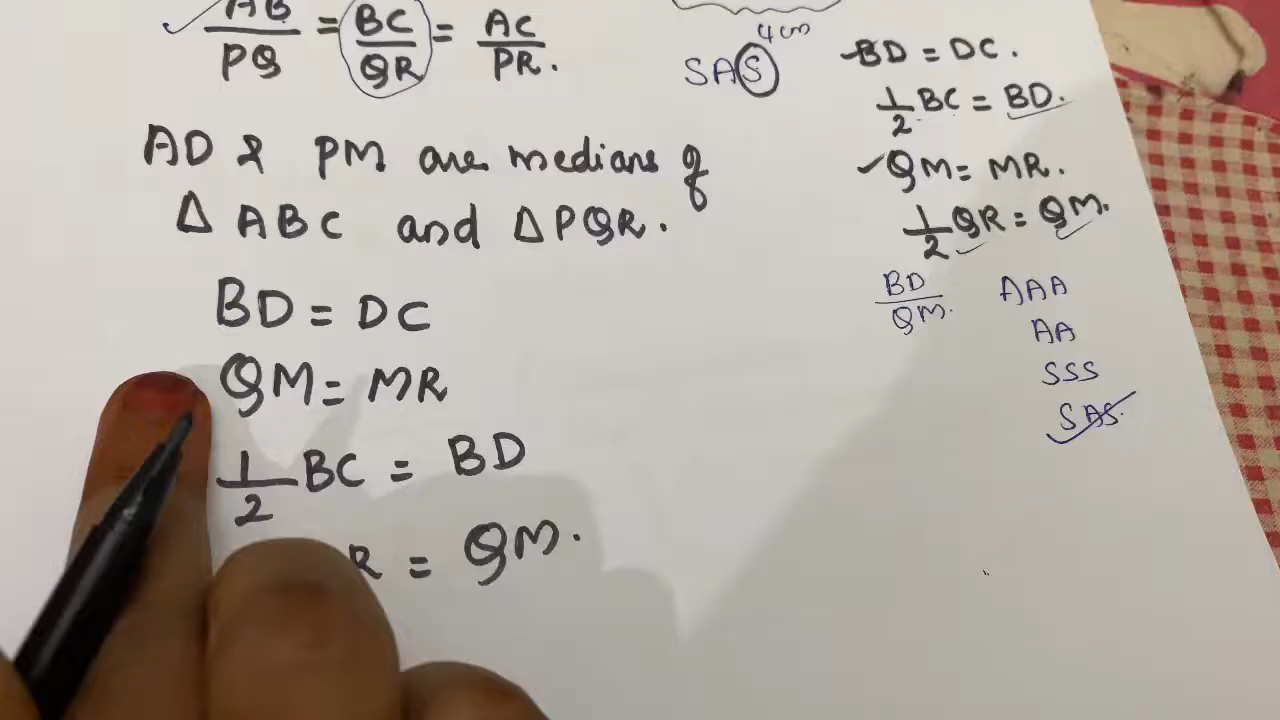 AB/PQ = BC/QR = AC/PR.
AD & PM are medians of
Δ ABC and Δ PQR.
BD = DC
QM = MR
1/2 BC = BD
R = QM.
4cm
SAS
BD = DC.
1/2 BC = BD.
QM = MR.
1/2 QR = QM.
BD/QM.
AAA
AA
SSS
SAS.